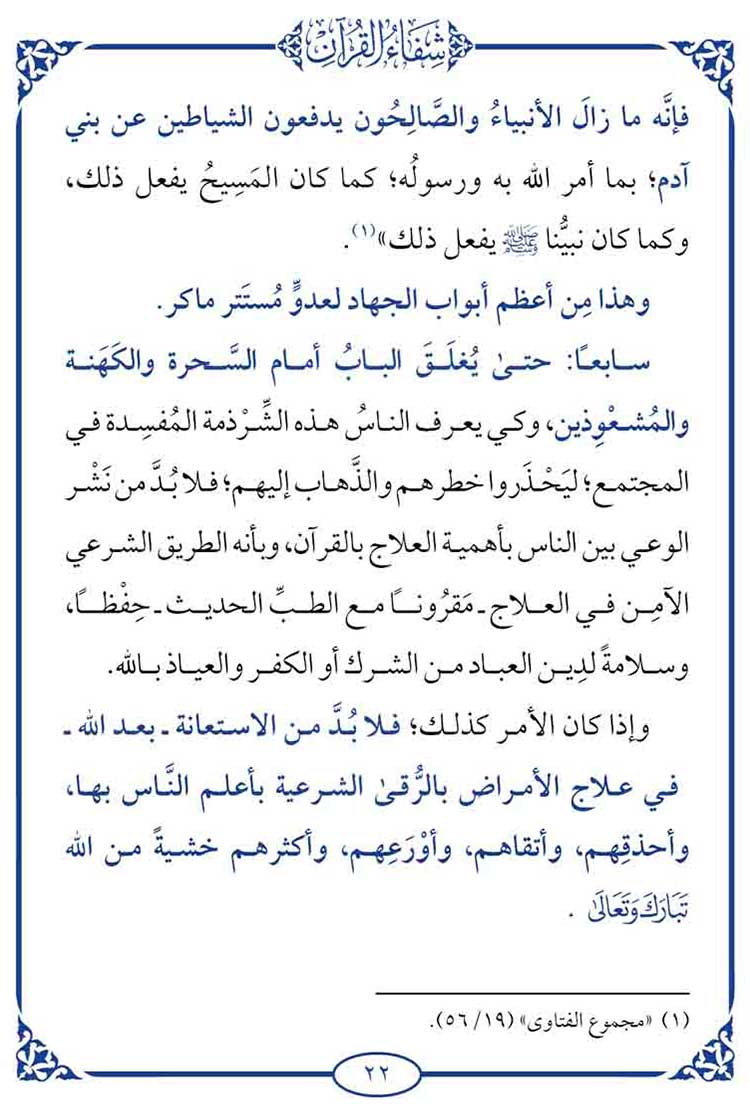 شِفَاءُ القُرْآنِ
فإنَّه ما زالَ الأنبياءُ والصَّالِحُون يدفعون الشياطين عن بني
آدم؛ بما أمر الله به ورسولُه؛ كما كان المَسِيحُ يفعل ذلك،
وكما كان نبيُّنا ﷺ يفعل ذلك»(١).
وهذا مِن أعظم أبواب الجهاد لعدوٍّ مُستَتر ماكر.
سابعًا: حتىٰ يُغلَقَ البابُ أمام السَّحرة والكَهَنة
والمُشعْوِذين، وكي يعرف الناسُ هذه الشِّرْذمة المُفسِدة في
المجتمع؛ ليَحْذَروا خطرهم والذَّهاب إليهم؛ فلا بُدَّ من نَشْر
الوعي بين الناس بأهمية العلاج بالقرآن، وبأنه الطريق الشرعي
الآمِن في العلاج ـ مَقرُونًا مع الطبِّ الحديث ـ حِفْظًا،
وسلامةً لدِين العباد من الشرك أو الكفر والعياذ بالله.
وإذا كان الأمر كذلك؛ فلا بُدَّ من الاستعانة ـ بعد الله ـ
في علاج الأمراض بالرُّقىٰ الشرعية بأعلم النَّاس بها،
وأحذقِهم، وأتقاهم، وأوْرَعِهم، وأكثرهم خشيةً من الله
تَبَارَكَ وَتَعَالَىٰ .
(١) «مجموع الفتاوى» (١٩/ ٥٦).
٢٢